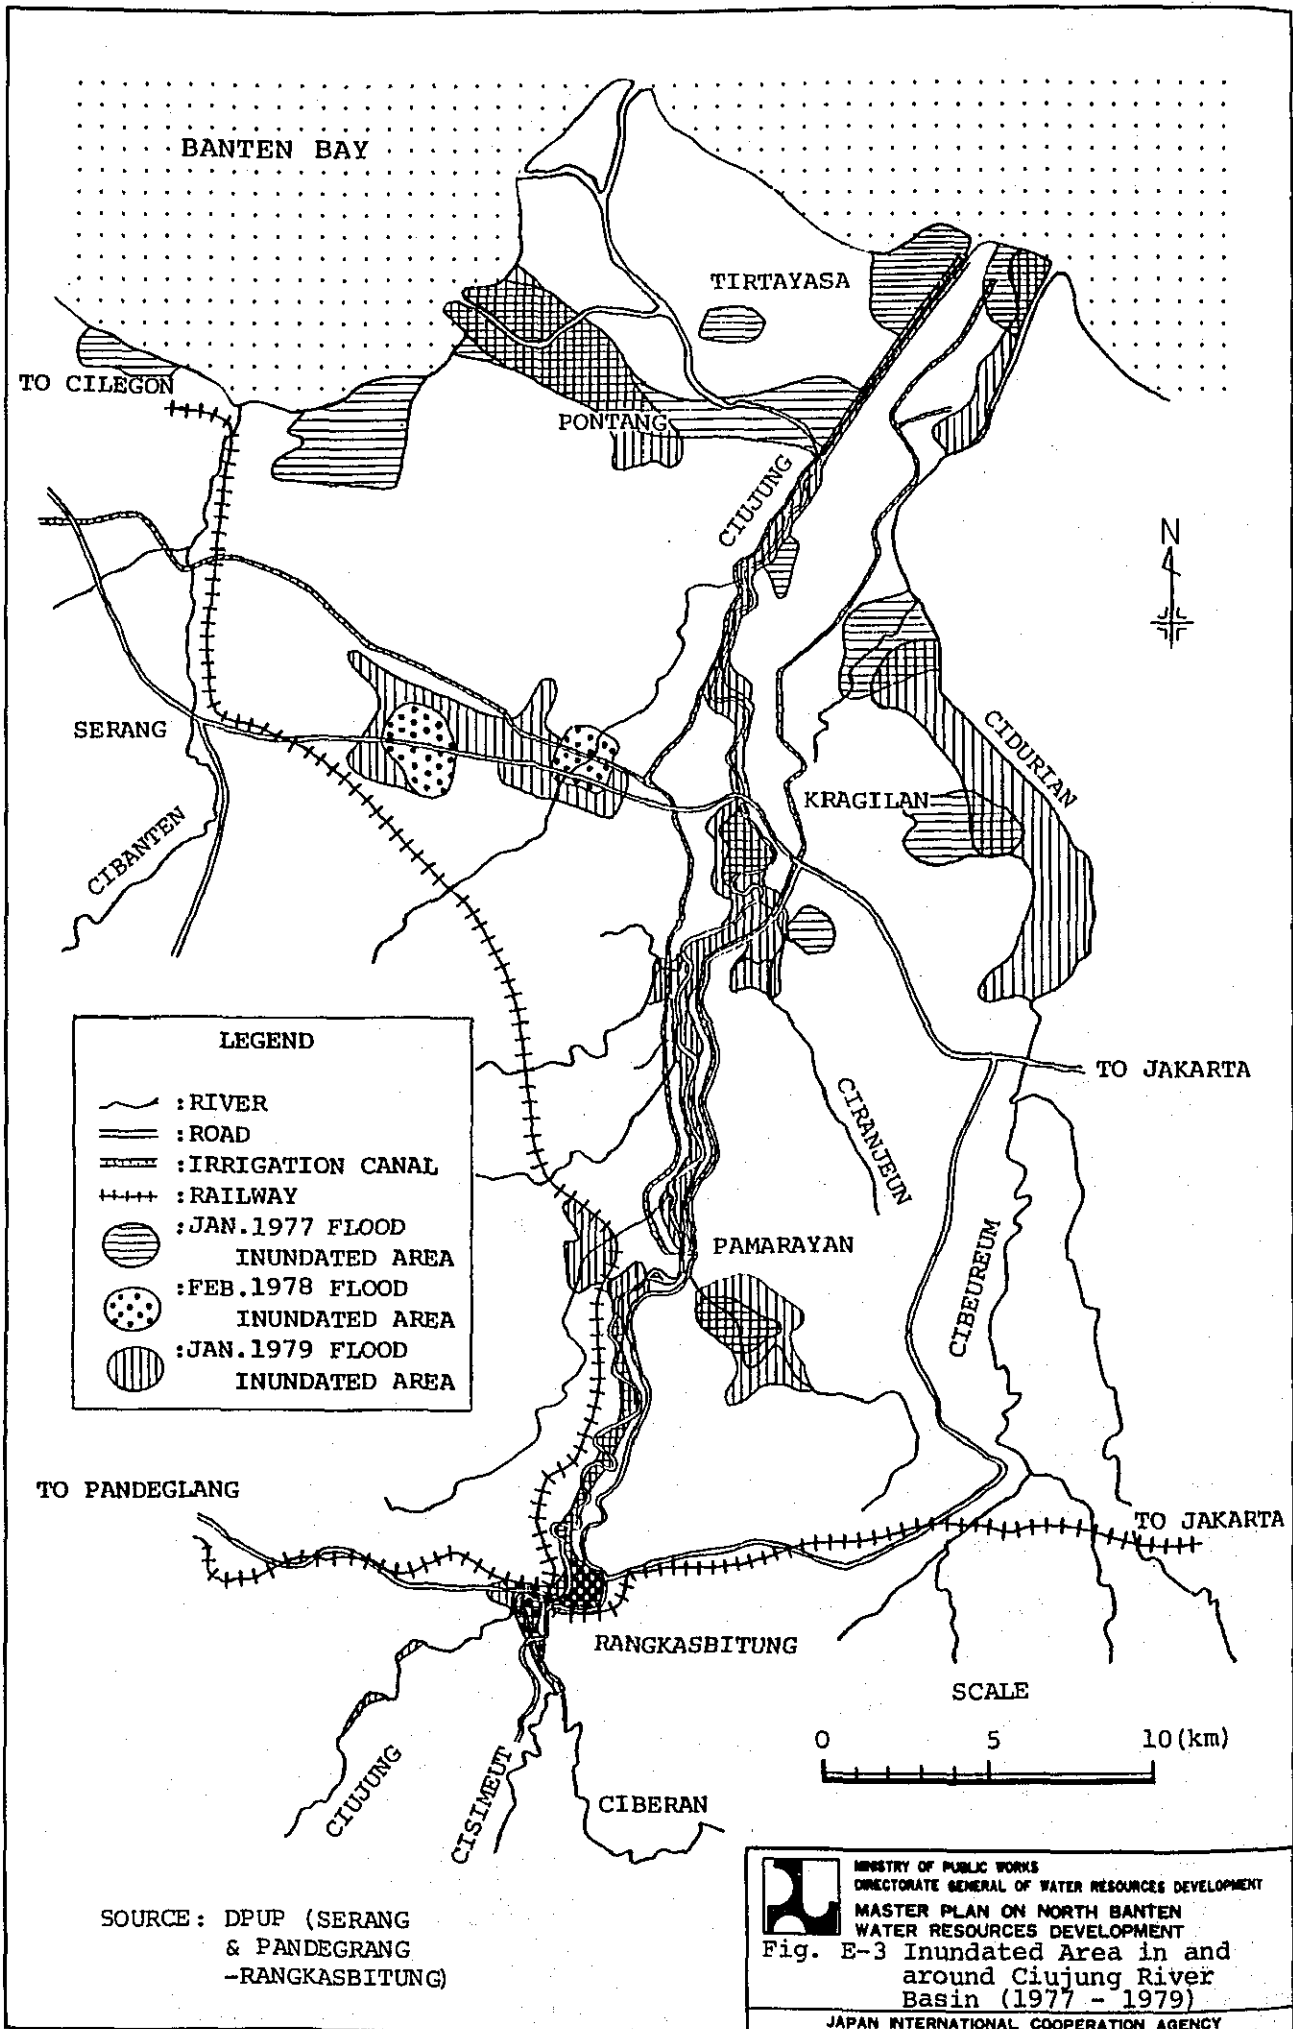 BANTEN BAY
TIRTAYASA
TO CILEGON
PONTANG
CIUJUNG
N
SERANG
CIDURIAN
KRAGILAN
CIBANTEN
LEGEND
:RIVER
:ROAD
:IRRIGATION CANAL
:RAILWAY
:JAN.1977 FLOOD
INUNDATED AREA
:FEB.1978 FLOOD
INUNDATED AREA
:JAN.1979 FLOOD
INUNDATED AREA
TO JAKARTA
CIRANJEUN
PAMARAYAN
CIBEUREUM
TO PANDEGLANG
TO JAKARTA
RANGKASBITUNG
SCALE
0 5 10(km)
CIUJUNG
CISIMEUT
CIBERAN
SOURCE: DPUP (SERANG
& PANDEGRANG
-RANGKASBITUNG)
MINISTRY OF PUBLIC WORKS
DIRECTORATE GENERAL OF WATER RESOURCES DEVELOPMENT
MASTER PLAN ON NORTH BANTEN
WATER RESOURCES DEVELOPMENT
Fig. E-3 Inundated Area in and
around Ciujung River
Basin (1977 - 1979)
JAPAN INTERNATIONAL COOPERATION AGENCY